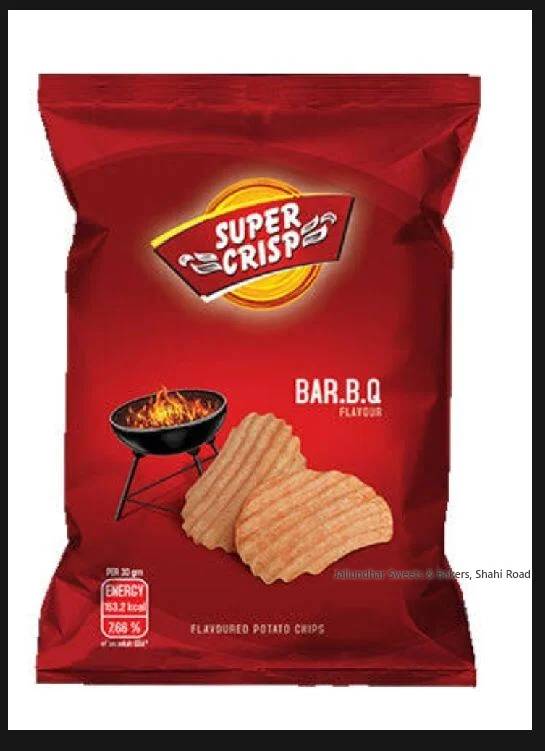 SUPER
CRISP
BAR.B.Q
FLAVOUR
Jallundhar Sweets & Bakers, Shahi Road
PER 30 gm
ENERGY
153.2 kcal
7.66 %
FLAVOURED POTATO CHIPS